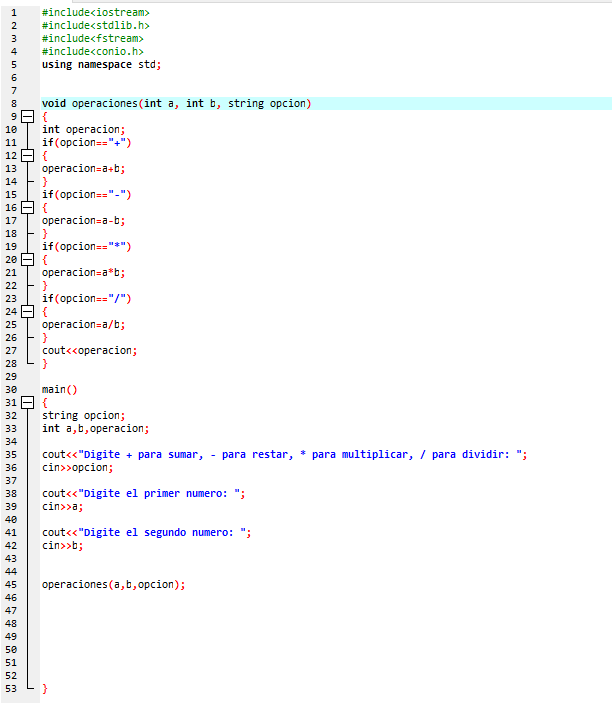 1 #include<iostream>
2 #include<stdlib.h>
3 #include<fstream>
4 #include<conio.h>
5 using namespace std;
6
7
8 void operaciones(int a, int b, string opcion)
9 {
10 int operacion;
11 if(opcion=="+")
12 {
13 operacion=a+b;
14 }
15 if(opcion=="-")
16 {
17 operacion=a-b;
18 }
19 if(opcion=="*")
20 {
21 operacion=a*b;
22 }
23 if(opcion=="/")
24 {
25 operacion=a/b;
26 }
27 cout<<operacion;
28 }
29
30 main()
31 {
32 string opcion;
33 int a,b,operacion;
34
35 cout<<"Digite + para sumar, - para restar, * para multiplicar, / para dividir: ";
36 cin>>opcion;
37
38 cout<<"Digite el primer numero: ";
39 cin>>a;
40
41 cout<<"Digite el segundo numero: ";
42 cin>>b;
43
44
45 operaciones(a,b,opcion);
46
47
48
49
50
51
52
53 }